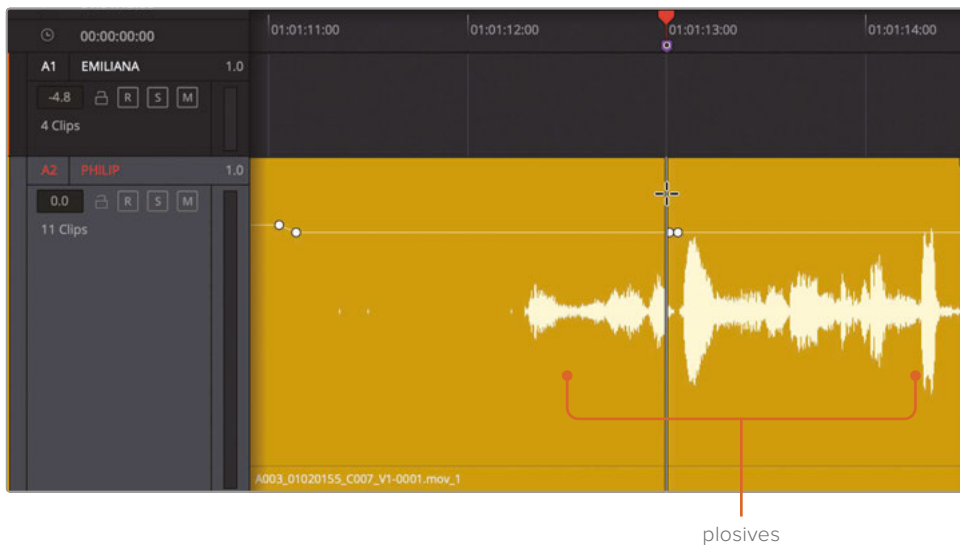 00:00:00:00
01:01:11:00 01:01:12:00 01:01:13:00 01:01:14:00
A1 EMILIANA 1.0
-4.8 R S M
4 Clips
A2 PHILIP 1.0
0.0 R S M
11 Clips
A003_01020155_C007_V1-0001.mov_1
plosives